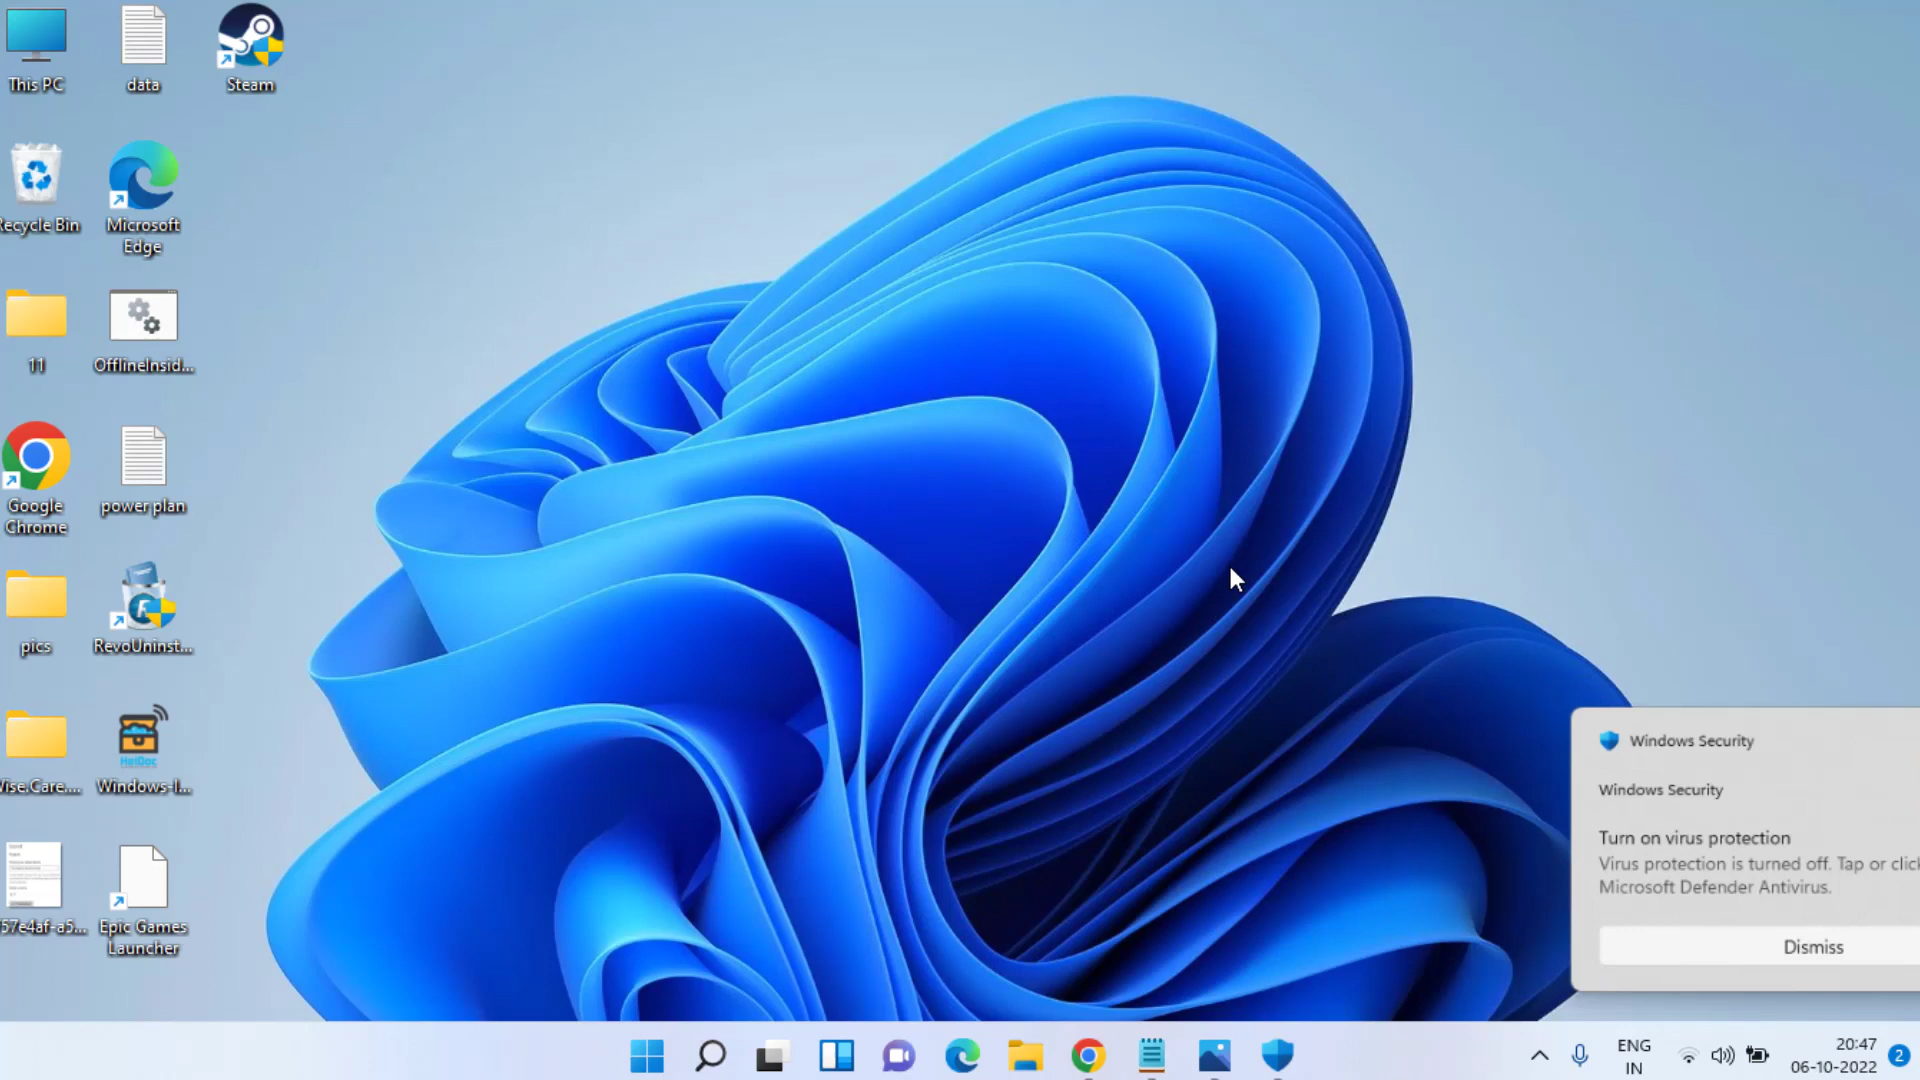 This PC
data
Steam
Recycle Bin
Microsoft
Edge
11
OfflineInsid...
Google
Chrome
power plan
pics
RevoUninst...
Wise.Care....
HotDoc
Windows-I...
57e4af-a5...
Epic Games
Launcher
Windows Security
Windows Security
Turn on virus protection
Virus protection is turned off. Tap or clic
Microsoft Defender Antivirus.
Dismiss
ENG
IN
20:47
06-10-2022
2